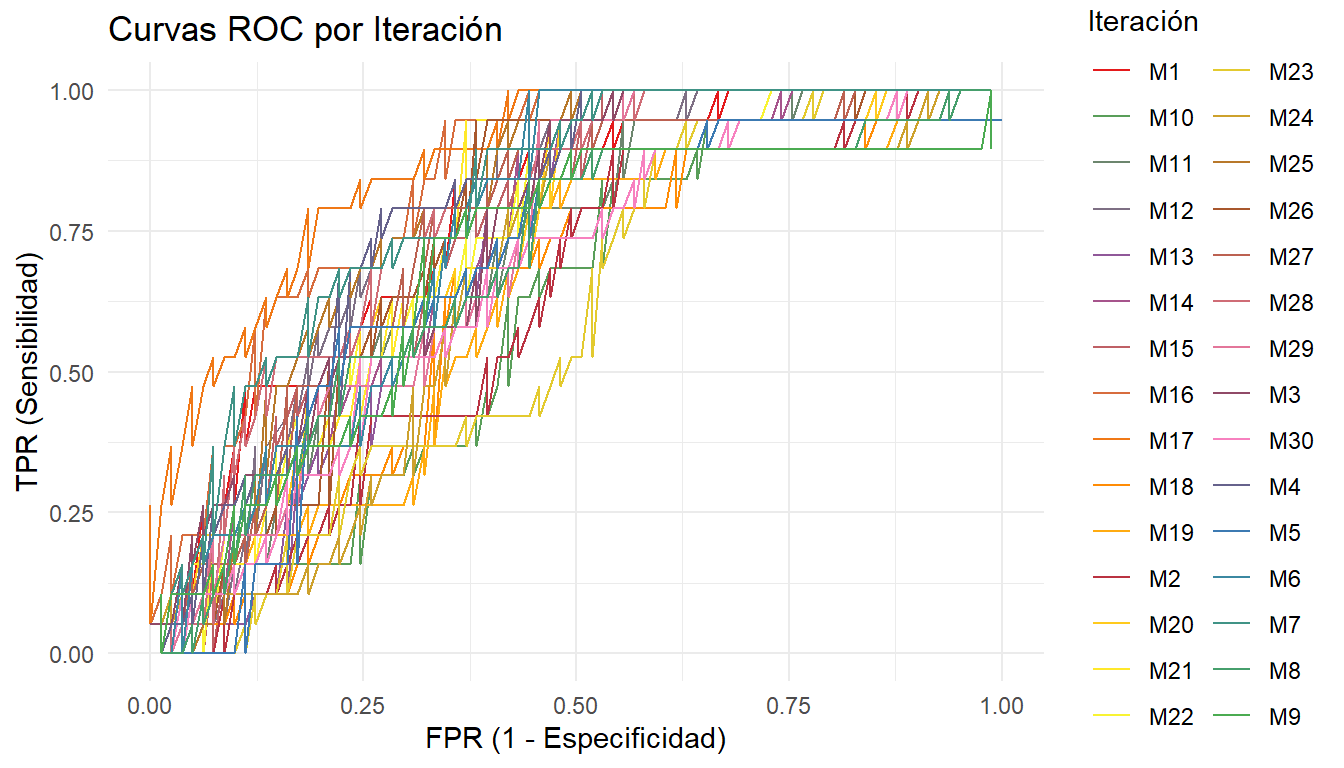 Curvas ROC por Iteración
TPR (Sensibilidad)
1.00
0.75
0.50
0.25
0.00
0.00 0.25 0.50 0.75 1.00
FPR (1 - Especificidad)
Iteración
M1 M23
M10 M24
M11 M25
M12 M26
M13 M27
M14 M28
M15 M29
M16 M3
M17 M30
M18 M4
M19 M5
M2 M6
M20 M7
M21 M8
M22 M9